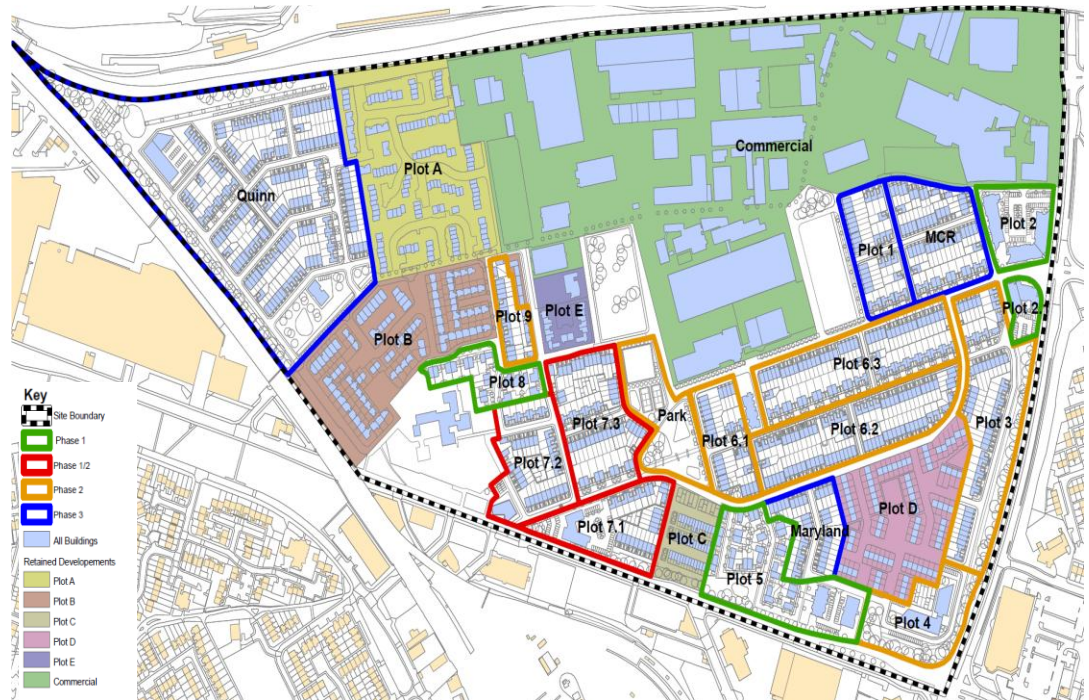 Commercial
Plot A
Quinn
Plot 2
Plot 1
MCR
Plot 2.1
Plot E
Plot 9
Plot B
Plot 6.3
Plot 8
Park
Plot 3
Plot 7.3
Plot 6.1
Plot 6.2
Plot 7.2
Plot D
Plot 7.1
Maryland
Plot C
Plot 5
Plot 4
Key
Site Boundary
Phase 1
Phase 1/2
Phase 2
Phase 3
All Buildings
Retained Developements
Plot A
Plot B
Plot C
Plot D
Plot E
Commercial